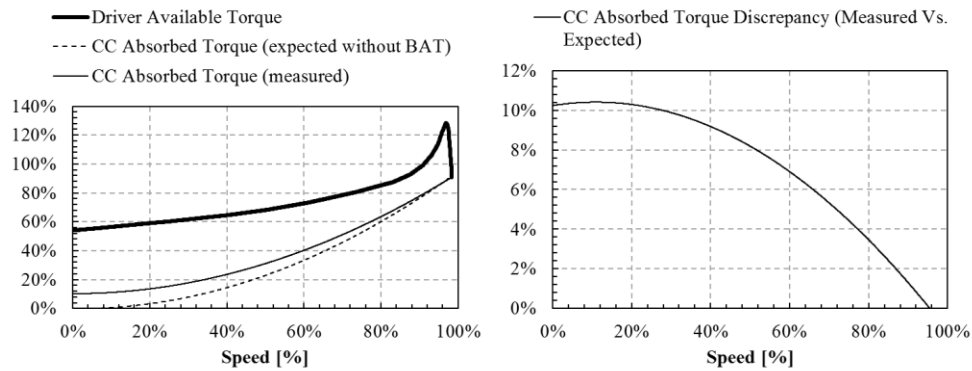 Driver Available Torque
CC Absorbed Torque (expected without BAT)
CC Absorbed Torque (measured)
140%
120%
100%
80%
60%
40%
20%
0%
0% 20% 40% 60% 80% 100%
Speed [%]
CC Absorbed Torque Discrepancy (Measured Vs.
Expected)
12%
10%
8%
6%
4%
2%
0%
0% 20% 40% 60% 80% 100%
Speed [%]